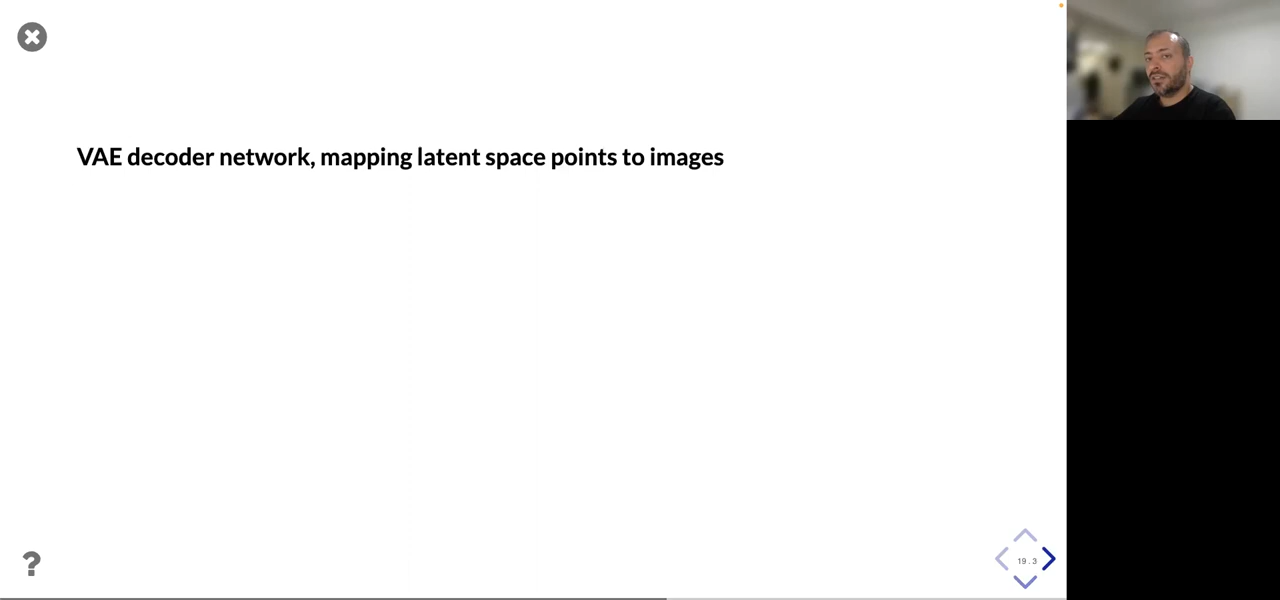 VAE decoder network, mapping latent space points to images
?
19 . 3